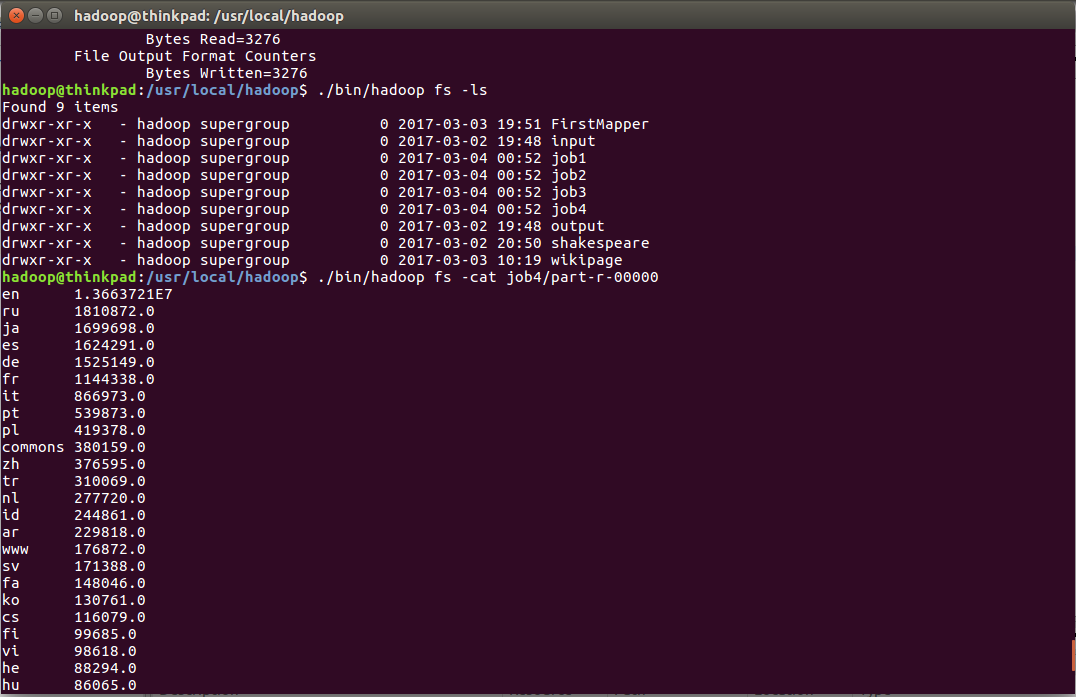 hadoop@thinkpad: /usr/local/hadoop
Bytes Read=3276
File Output Format Counters
Bytes Written=3276
hadoop@thinkpad:/usr/local/hadoop$ ./bin/hadoop fs -ls
Found 9 items
drwxr-xr-x   - hadoop supergroup          0 2017-03-03 19:51 FirstMapper
drwxr-xr-x   - hadoop supergroup          0 2017-03-02 19:48 input
drwxr-xr-x   - hadoop supergroup          0 2017-03-04 00:52 job1
drwxr-xr-x   - hadoop supergroup          0 2017-03-04 00:52 job2
drwxr-xr-x   - hadoop supergroup          0 2017-03-04 00:52 job3
drwxr-xr-x   - hadoop supergroup          0 2017-03-04 00:52 job4
drwxr-xr-x   - hadoop supergroup          0 2017-03-02 19:48 output
drwxr-xr-x   - hadoop supergroup          0 2017-03-02 20:50 shakespeare
drwxr-xr-x   - hadoop supergroup          0 2017-03-03 10:19 wikipage
hadoop@thinkpad:/usr/local/hadoop$ ./bin/hadoop fs -cat job4/part-r-00000
en      1.3663721E7
ru      1810872.0
ja      1699698.0
es      1624291.0
de      1525149.0
fr      1144338.0
it      866973.0
pt      539873.0
pl      419378.0
commons 380159.0
zh      376595.0
tr      310069.0
nl      277720.0
id      244861.0
ar      229818.0
www     176872.0
sv      171388.0
fa      148046.0
ko      130761.0
cs      116079.0
fi      99685.0
vi      98618.0
he      88294.0
hu      86065.0